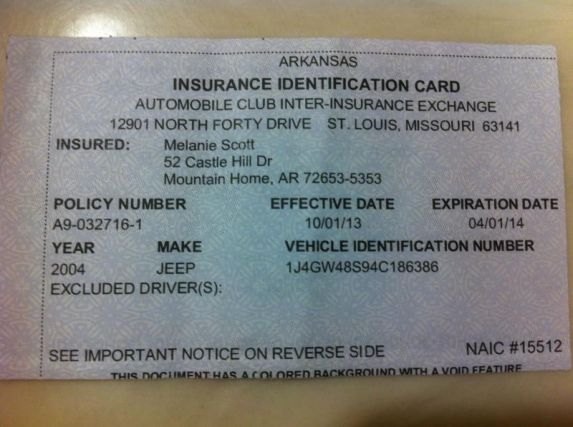 ARKANSAS
INSURANCE IDENTIFICATION CARD
AUTOMOBILE CLUB INTER-INSURANCE EXCHANGE
12901 NORTH FORTY DRIVE ST. LOUIS, MISSOURI 63141
INSURED: Melanie Scott
52 Castle Hill Dr
Mountain Home, AR 72653-5353
POLICY NUMBER EFFECTIVE DATE EXPIRATION DATE
A9-032716-1 10/01/13 04/01/14
YEAR MAKE VEHICLE IDENTIFICATION NUMBER
2004 JEEP 1J4GW48S94C186386
EXCLUDED DRIVER(S):
SEE IMPORTANT NOTICE ON REVERSE SIDE NAIC #15512
THIS DOCUMENT HAS A COLORED BACKGROUND WITH A VOID FEATURE